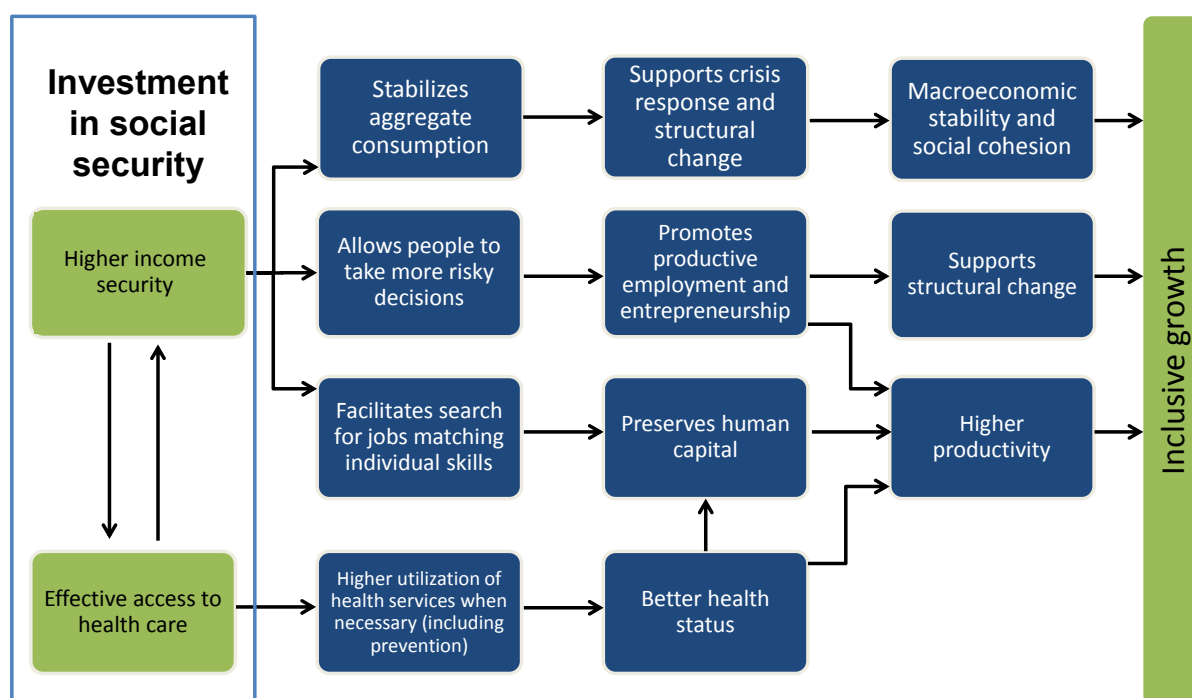 Investment
in social
security
Higher income
security
Effective access to
health care
Stabilizes
aggregate
consumption
Supports crisis
response and
structural
change
Macroeconomic
stability and
social cohesion
Allows people to
take more risky
decisions
Promotes
productive
employment and
entrepreneurship
Supports
structural change
Facilitates search
for jobs matching
individual skills
Preserves human
capital
Higher
productivity
Higher utilization of
health services when
necessary (including
prevention)
Better health
status
Inclusive growth